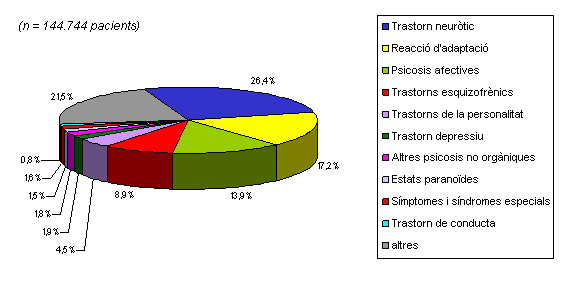 (n = 144.744 pacients)
26,4%
17,2%
13,9%
8,9%
4,5%
1,9%
1,8%
1,5%
1,6%
0,8%
21,5%
Trastorn neuròtic
Reacció d'adaptació
Psicosis afectives
Trastorns esquizofrènics
Trastorns de la personalitat
Trastorn depressiu
Altres psicosis no orgàniques
Estats paranoïdes
Símptomes i síndromes especials
Trastorn de conducta
altres